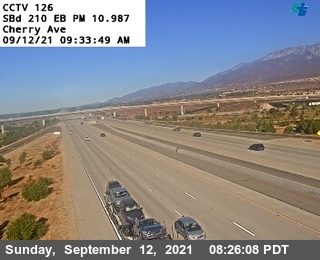 CCTV 126
SBd 210 EB PM 10.987
Cherry Ave
09/12/21 09:33:49 AM
Sunday, September 12, 2021 08:26:08 PDT